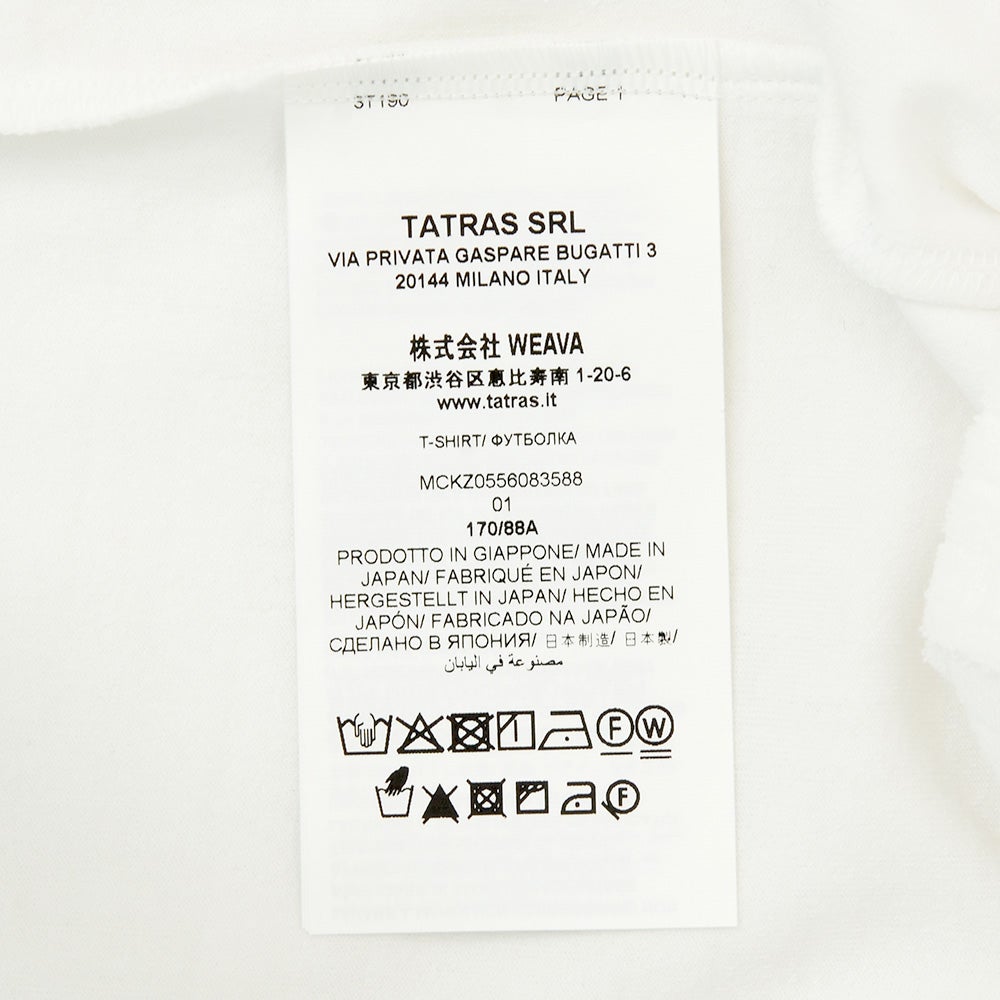 3T190 PAGE 1
TATRAS SRL
VIA PRIVATA GASPARE BUGATTI 3
20144 MILANO ITALY
株式会社 WEAVA
東京都渋谷区恵比寿南 1-20-6
www.tatras.it
T-SHIRT/ ФУТБОЛКА
MCKZ0556083588
01
170/88A
PRODOTTO IN GIAPPONE/ MADE IN
JAPAN/ FABRIQUÉ EN JAPON/
HERGESTELLT IN JAPAN/ HECHO EN
JAPÓN/ FABRICADO NA JAPÃO/
СДЕЛАНО В ЯПОНИЯ/ 日本制造/ 日本製/
مصنوعة في اليابان
F W
F